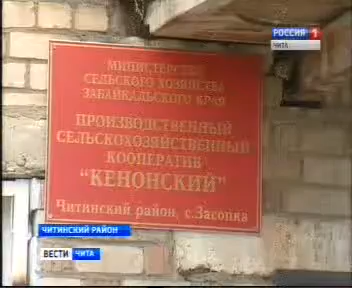 РОССИЯ 1
ЧИТА
МИНИСТЕРСТВО
СЕЛЬСКОГО ХОЗЯЙСТВА
ЗАБАЙКАЛЬСКОГО КРАЯ
ПРОИЗВОДСТВЕННЫЙ
СЕЛЬСКОХОЗЯЙСТВЕННЫЙ
КООПЕРАТИВ
"КЕНОНСКИЙ"
Читинский район, с.Засопка
ЧИТИНСКИЙ РАЙОН
ВЕСТИ ЧИТА